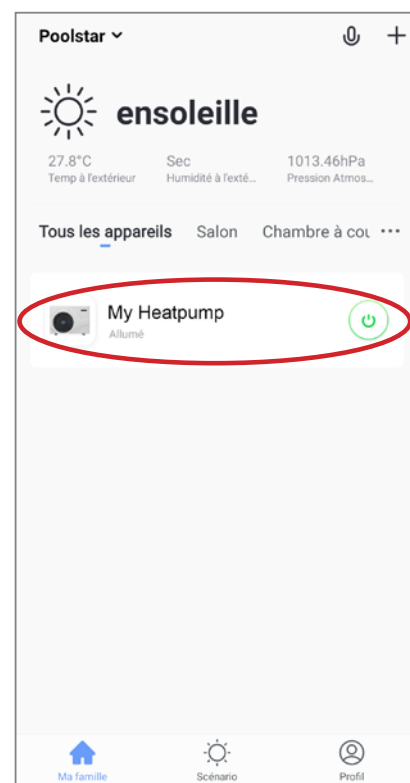 Poolstar
ensoleille
27.8°C Sec 1013.46hPa
Temp à l'extérieur Humidité à l'exté... Pression Atmos...
Tous les appareils Salon Chambre à cou ...
My Heatpump
Allumé
Ma famille Scénario Profil